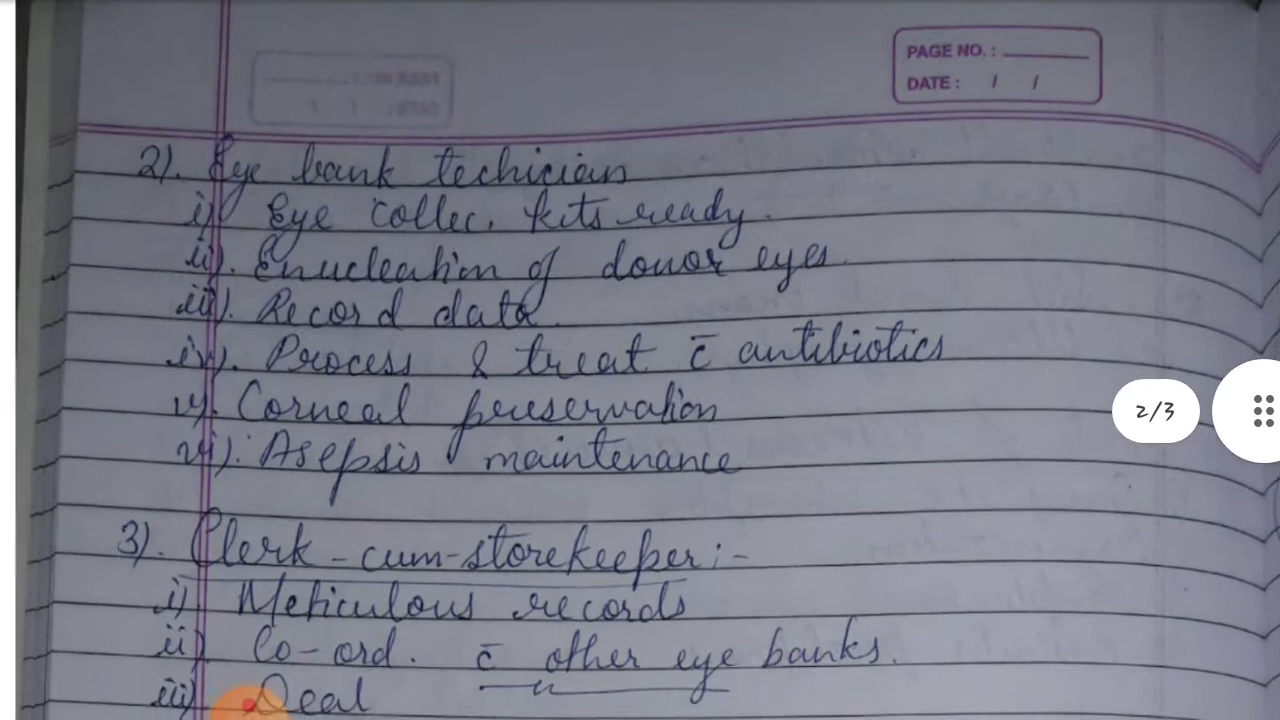 PAGE NO. :
DATE : / /
2). Eye bank techician
i) Eye collec. kits ready.
ii). Enucleation of donor eyes.
iii). Record data.
iv). Process & treat c̄ antibiotics
v). Corneal preservation
vi). Asepsis maintenance
2/3
3). Clerk-cum-storekeeper:-
i) Meticulous records
ii) Co-ord. c̄ other eye banks.
iii) Deal "